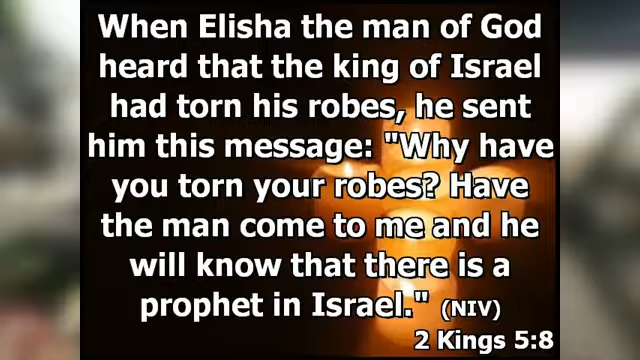 When Elisha the man of God
heard that the king of Israel
had torn his robes, he sent
him this message: "Why have
you torn your robes? Have
the man come to me and he
will know that there is a
prophet in Israel." (NIV)
2 Kings 5:8